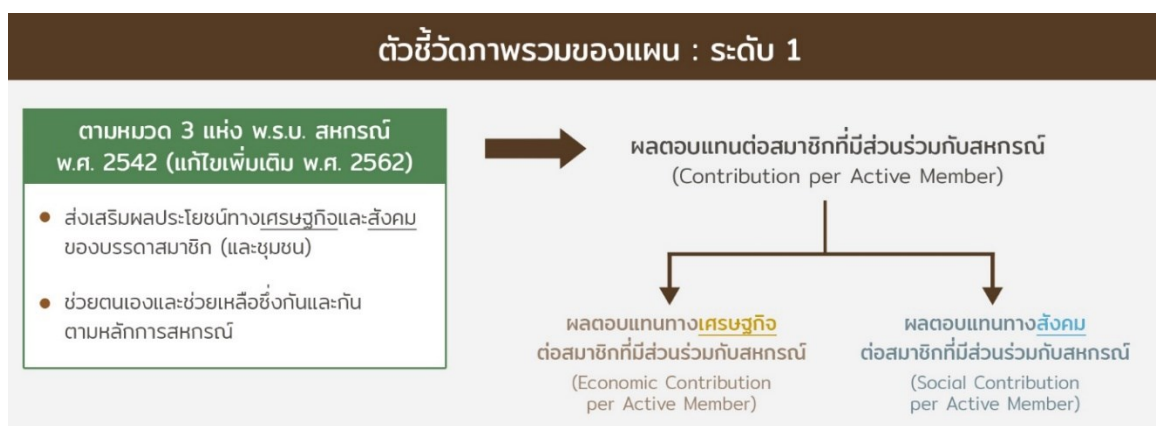 ตัวชี้วัดภาพรวมของแผน : ระดับ 1
ตามหมวด 3 แห่ง พ.ร.บ. สหกรณ์
พ.ศ. 2542 (แก้ไขเพิ่มเติม พ.ศ. 2562)
ส่งเสริมผลประโยชน์ทางเศรษฐกิจและสังคม
ของบรรดาสมาชิก (และชุมชน)
ช่วยตนเองและช่วยเหลือซึ่งกันและกัน
ตามหลักการสหกรณ์
ผลตอบแทนต่อสมาชิกที่มีส่วนร่วมกับสหกรณ์
(Contribution per Active Member)
ผลตอบแทนทางเศรษฐกิจ
ต่อสมาชิกที่มีส่วนร่วมกับสหกรณ์
(Economic Contribution
per Active Member)
ผลตอบแทนทางสังคม
ต่อสมาชิกที่มีส่วนร่วมกับสหกรณ์
(Social Contribution
per Active Member)